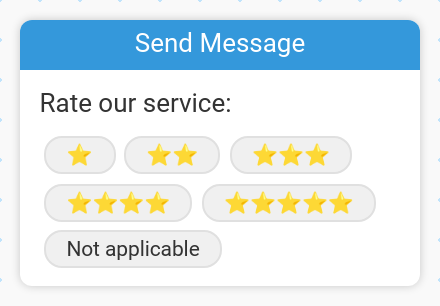 Send Message
Rate our service:
⭐ ⭐⭐ ⭐⭐⭐
⭐⭐⭐⭐ ⭐⭐⭐⭐⭐
Not applicable